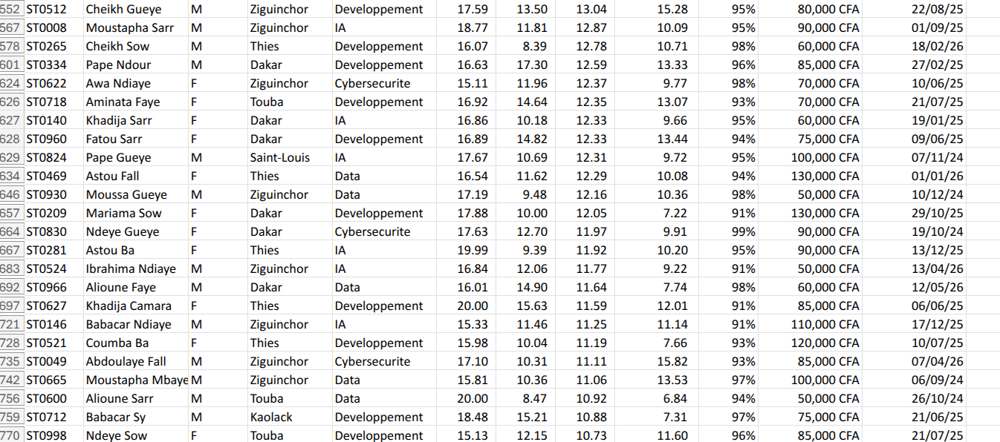 552 ST0512 Cheikh Gueye M Ziguinchor Developpement 17.59 13.50 13.04 15.28 95% 80,000 CFA 22/08/25
567 ST0008 Moustapha Sarr M Ziguinchor IA 18.77 11.81 12.87 10.09 95% 90,000 CFA 01/09/25
578 ST0265 Cheikh Sow M Thies Developpement 16.07 8.39 12.78 10.71 98% 60,000 CFA 18/02/26
601 ST0334 Pape Ndour M Dakar Developpement 16.63 17.30 12.59 13.33 96% 85,000 CFA 27/02/25
624 ST0622 Awa Ndiaye F Ziguinchor Cybersecurite 15.11 11.96 12.37 9.77 98% 70,000 CFA 10/06/25
626 ST0718 Aminata Faye F Touba Developpement 16.92 14.64 12.35 13.07 93% 70,000 CFA 21/07/25
627 ST0140 Khadija Sarr F Dakar IA 16.86 10.18 12.33 9.66 95% 60,000 CFA 19/01/25
628 ST0960 Fatou Sarr F Dakar Developpement 16.89 14.82 12.33 13.44 94% 75,000 CFA 09/06/25
629 ST0824 Pape Gueye M Saint-Louis IA 17.67 10.69 12.31 9.72 95% 100,000 CFA 07/11/24
634 ST0469 Astou Fall F Thies Data 16.54 11.62 12.29 10.08 94% 130,000 CFA 01/01/26
646 ST0930 Moussa Gueye M Ziguinchor Data 17.19 9.48 12.16 10.36 98% 50,000 CFA 10/12/24
657 ST0209 Mariama Sow F Dakar Developpement 17.88 10.00 12.05 7.22 91% 130,000 CFA 29/10/25
664 ST0830 Ndeye Gueye F Dakar Cybersecurite 17.63 12.70 11.97 9.91 99% 90,000 CFA 19/10/24
667 ST0281 Astou Ba F Thies IA 19.99 9.39 11.92 10.20 95% 90,000 CFA 13/12/25
683 ST0524 Ibrahima Ndiaye M Ziguinchor IA 16.84 12.06 11.77 9.22 91% 50,000 CFA 13/04/26
692 ST0966 Alioune Faye M Dakar Data 16.01 14.90 11.64 7.74 98% 60,000 CFA 12/05/26
697 ST0627 Khadija Camara F Thies Developpement 20.00 15.63 11.59 12.01 91% 85,000 CFA 06/06/25
721 ST0146 Babacar Ndiaye M Ziguinchor IA 15.33 11.46 11.25 11.14 91% 110,000 CFA 17/12/25
728 ST0521 Coumba Ba F Thies Developpement 15.98 10.04 11.19 7.66 93% 120,000 CFA 10/07/25
735 ST0049 Abdoulaye Fall M Ziguinchor Cybersecurite 17.10 10.31 11.11 15.82 93% 85,000 CFA 07/04/26
742 ST0665 Moustapha Mbaye M Ziguinchor Data 15.81 10.36 11.06 13.53 97% 100,000 CFA 06/09/24
756 ST0600 Alioune Sarr M Touba Data 20.00 8.47 10.92 6.84 94% 50,000 CFA 26/10/24
759 ST0712 Babacar Sy M Kaolack Developpement 18.48 15.21 10.88 7.31 97% 75,000 CFA 21/06/25
770 ST0998 Ndeye Sow F Touba Developpement 15.13 12.15 10.73 11.60 96% 85,000 CFA 21/07/25